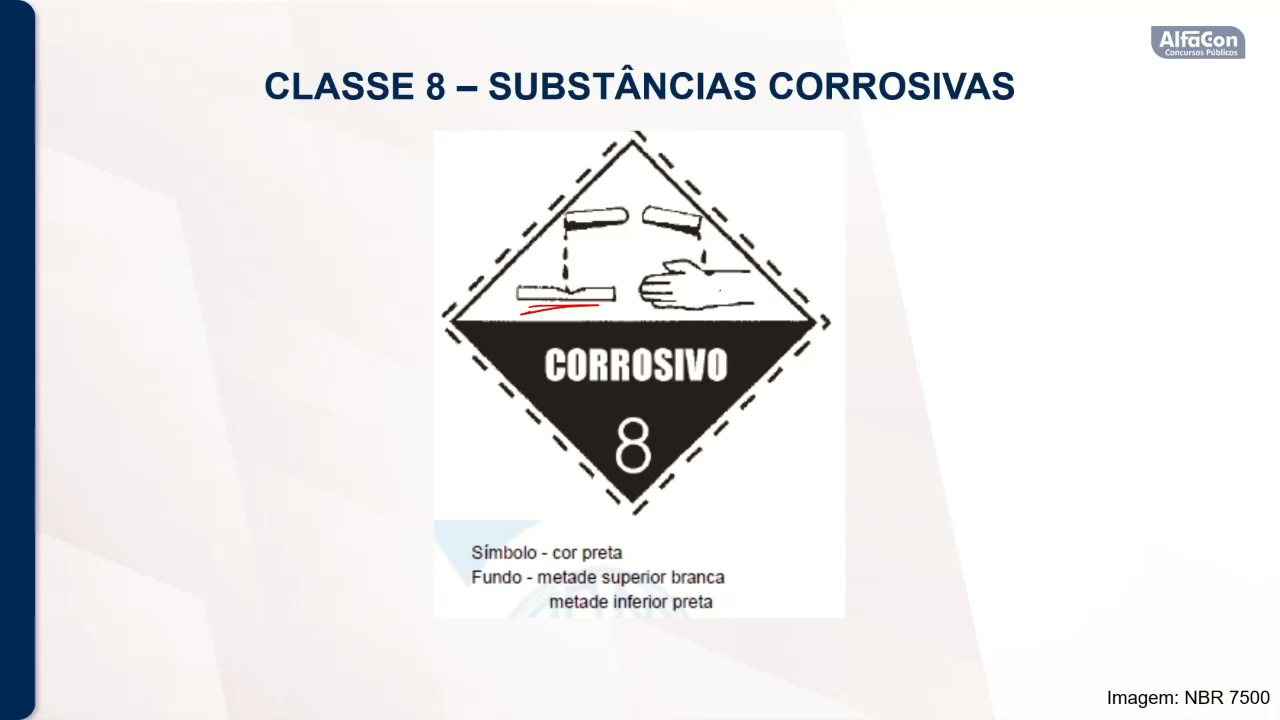 AlfaCon
Concursos Públicos
CLASSE 8 – SUBSTÂNCIAS CORROSIVAS
CORROSIVO
8
Símbolo - cor preta
Fundo - metade superior branca
metade inferior preta
Imagem: NBR 7500